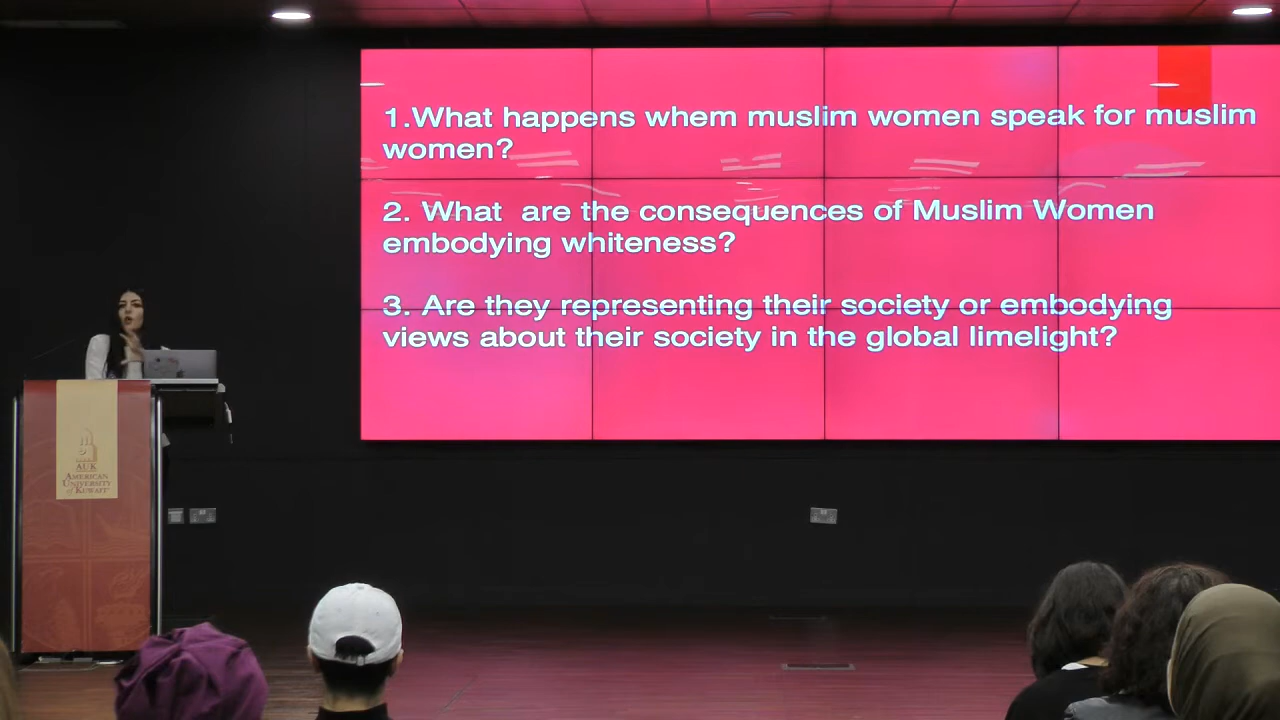 1.What happens whem muslim women speak for muslim
women?
2. What  are the consequences of Muslim Women
embodying whiteness?
3. Are they representing their society or embodying
views about their society in the global limelight?
AUK
AMERICAN
UNIVERSITY
of KUWAIT